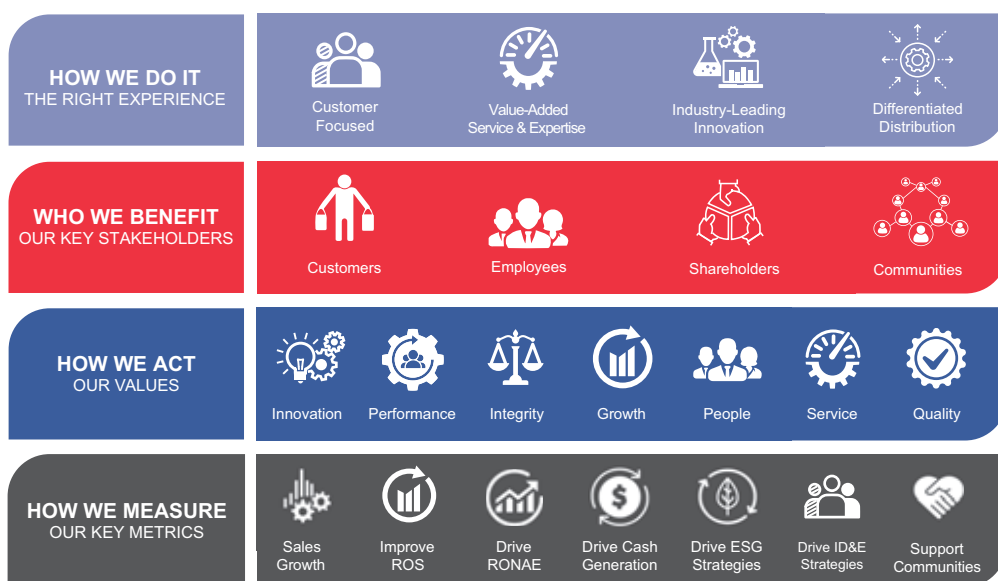 HOW WE DO IT
THE RIGHT EXPERIENCE
Customer
Focused
Value-Added
Service & Expertise
Industry-Leading
Innovation
Differentiated
Distribution
WHO WE BENEFIT
OUR KEY STAKEHOLDERS
Customers
Employees
Shareholders
Communities
HOW WE ACT
OUR VALUES
Innovation
Performance
Integrity
Growth
People
Service
Quality
HOW WE MEASURE
OUR KEY METRICS
Sales
Growth
Improve
ROS
Drive
RONAE
Drive Cash
Generation
Drive ESG
Strategies
Drive ID&E
Strategies
Support
Communities